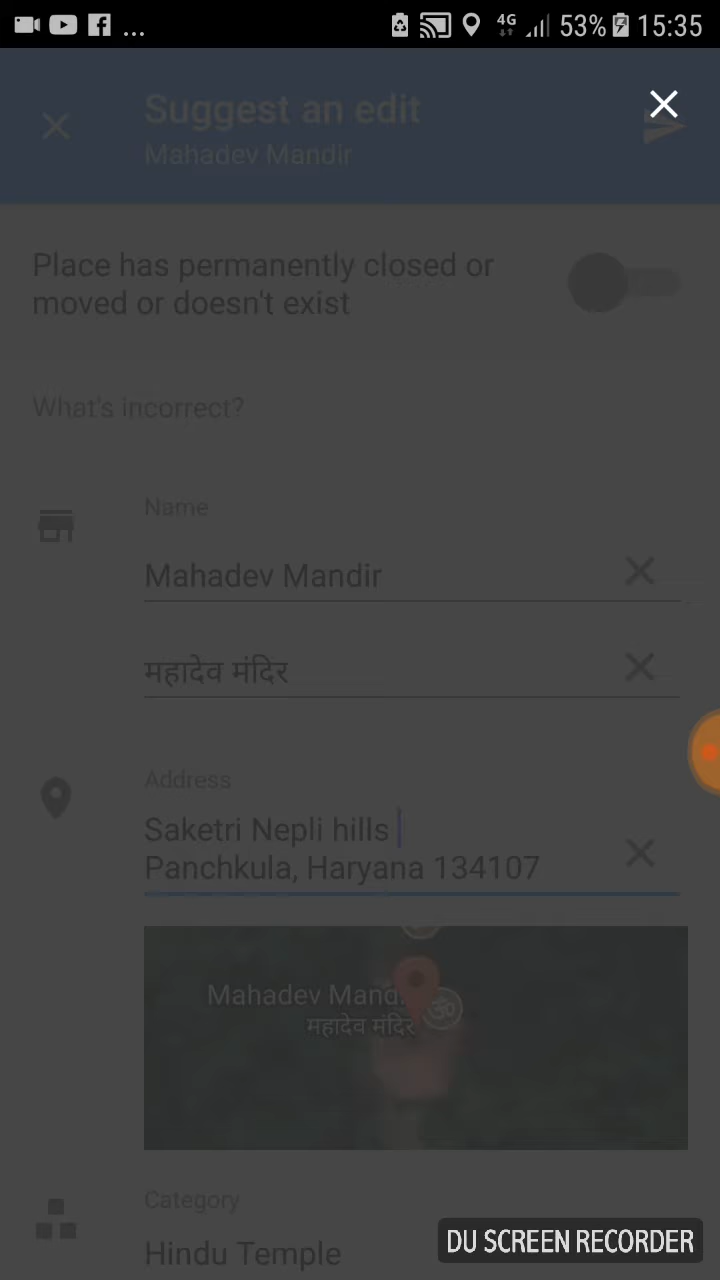 ... 4G 53% 15:35
Suggest an edit
Mahadev Mandir
Place has permanently closed or
moved or doesn't exist
What's incorrect?
Name
Mahadev Mandir
महादेव मंदिर
Address
Saketri Nepli hills
Panchkula, Haryana 134107
Mahadev Mand..
महादेव मंदिर
Category
Hindu Temple
DU SCREEN RECORDER